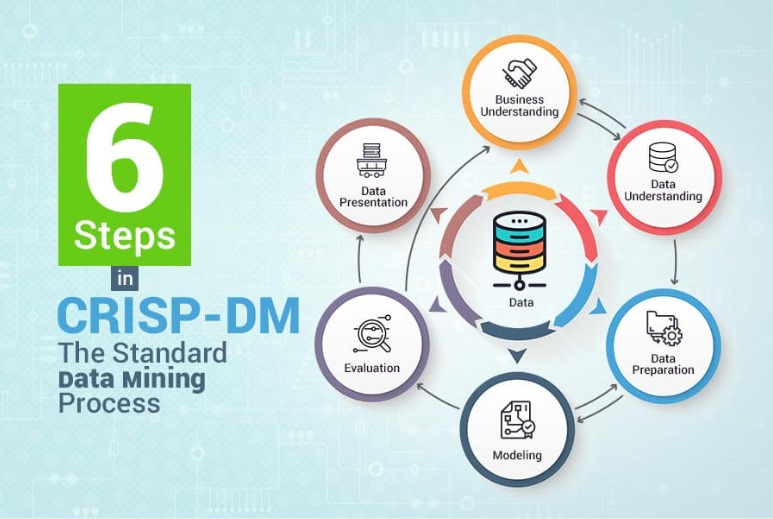 6
Steps
in
CRISP-DM
The Standard
Data Mining
Process
Business
Understanding
Data
Understanding
Data
Preparation
Modeling
Evaluation
Data
Presentation
Data